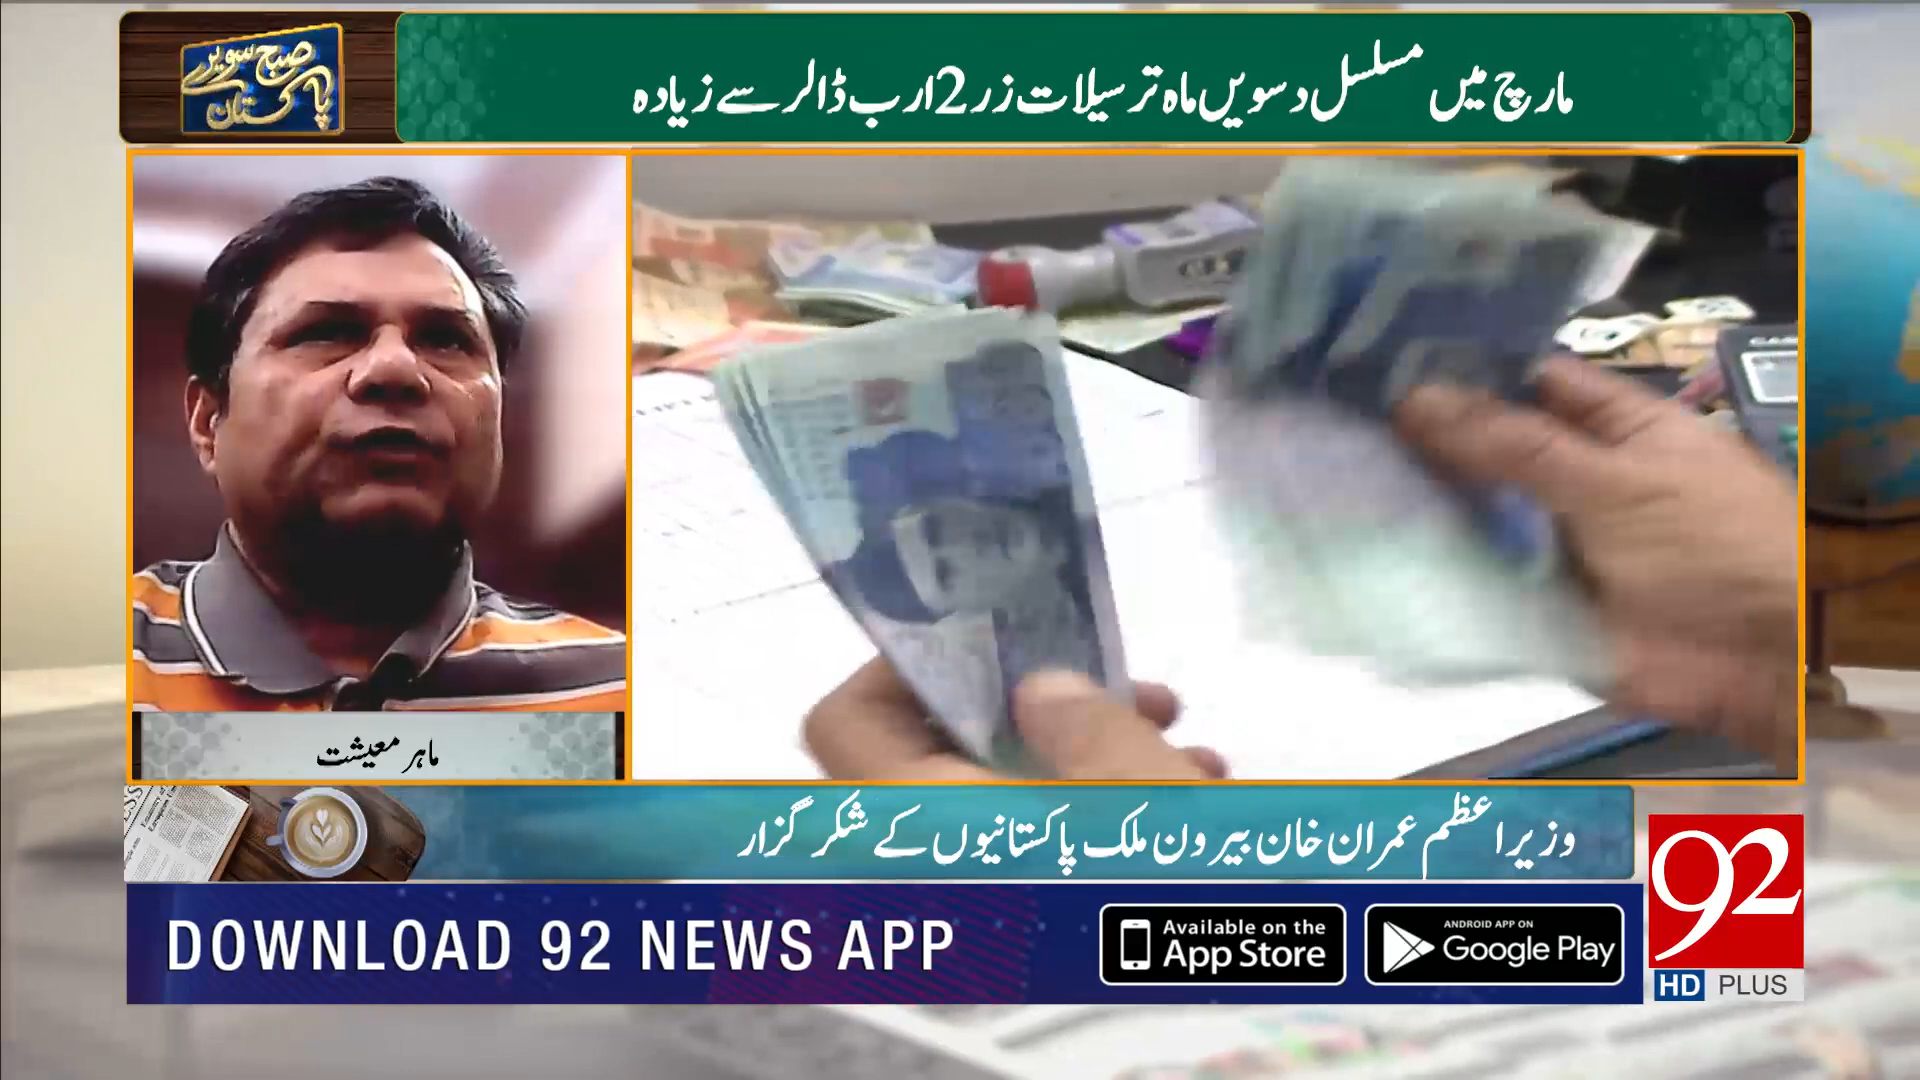 صبح سویرے
پاکستان
مارچ میں مسلسل دسویں ماہ ترسیلات زر 2 ارب ڈالر سے زیادہ
ماہر معیشت
وزیراعظم عمران خان بیرون ملک پاکستانیوں کے شکر گزار
DOWNLOAD 92 NEWS APP
Available on the
App Store
ANDROID APP ON
Google Play
92
HD PLUS